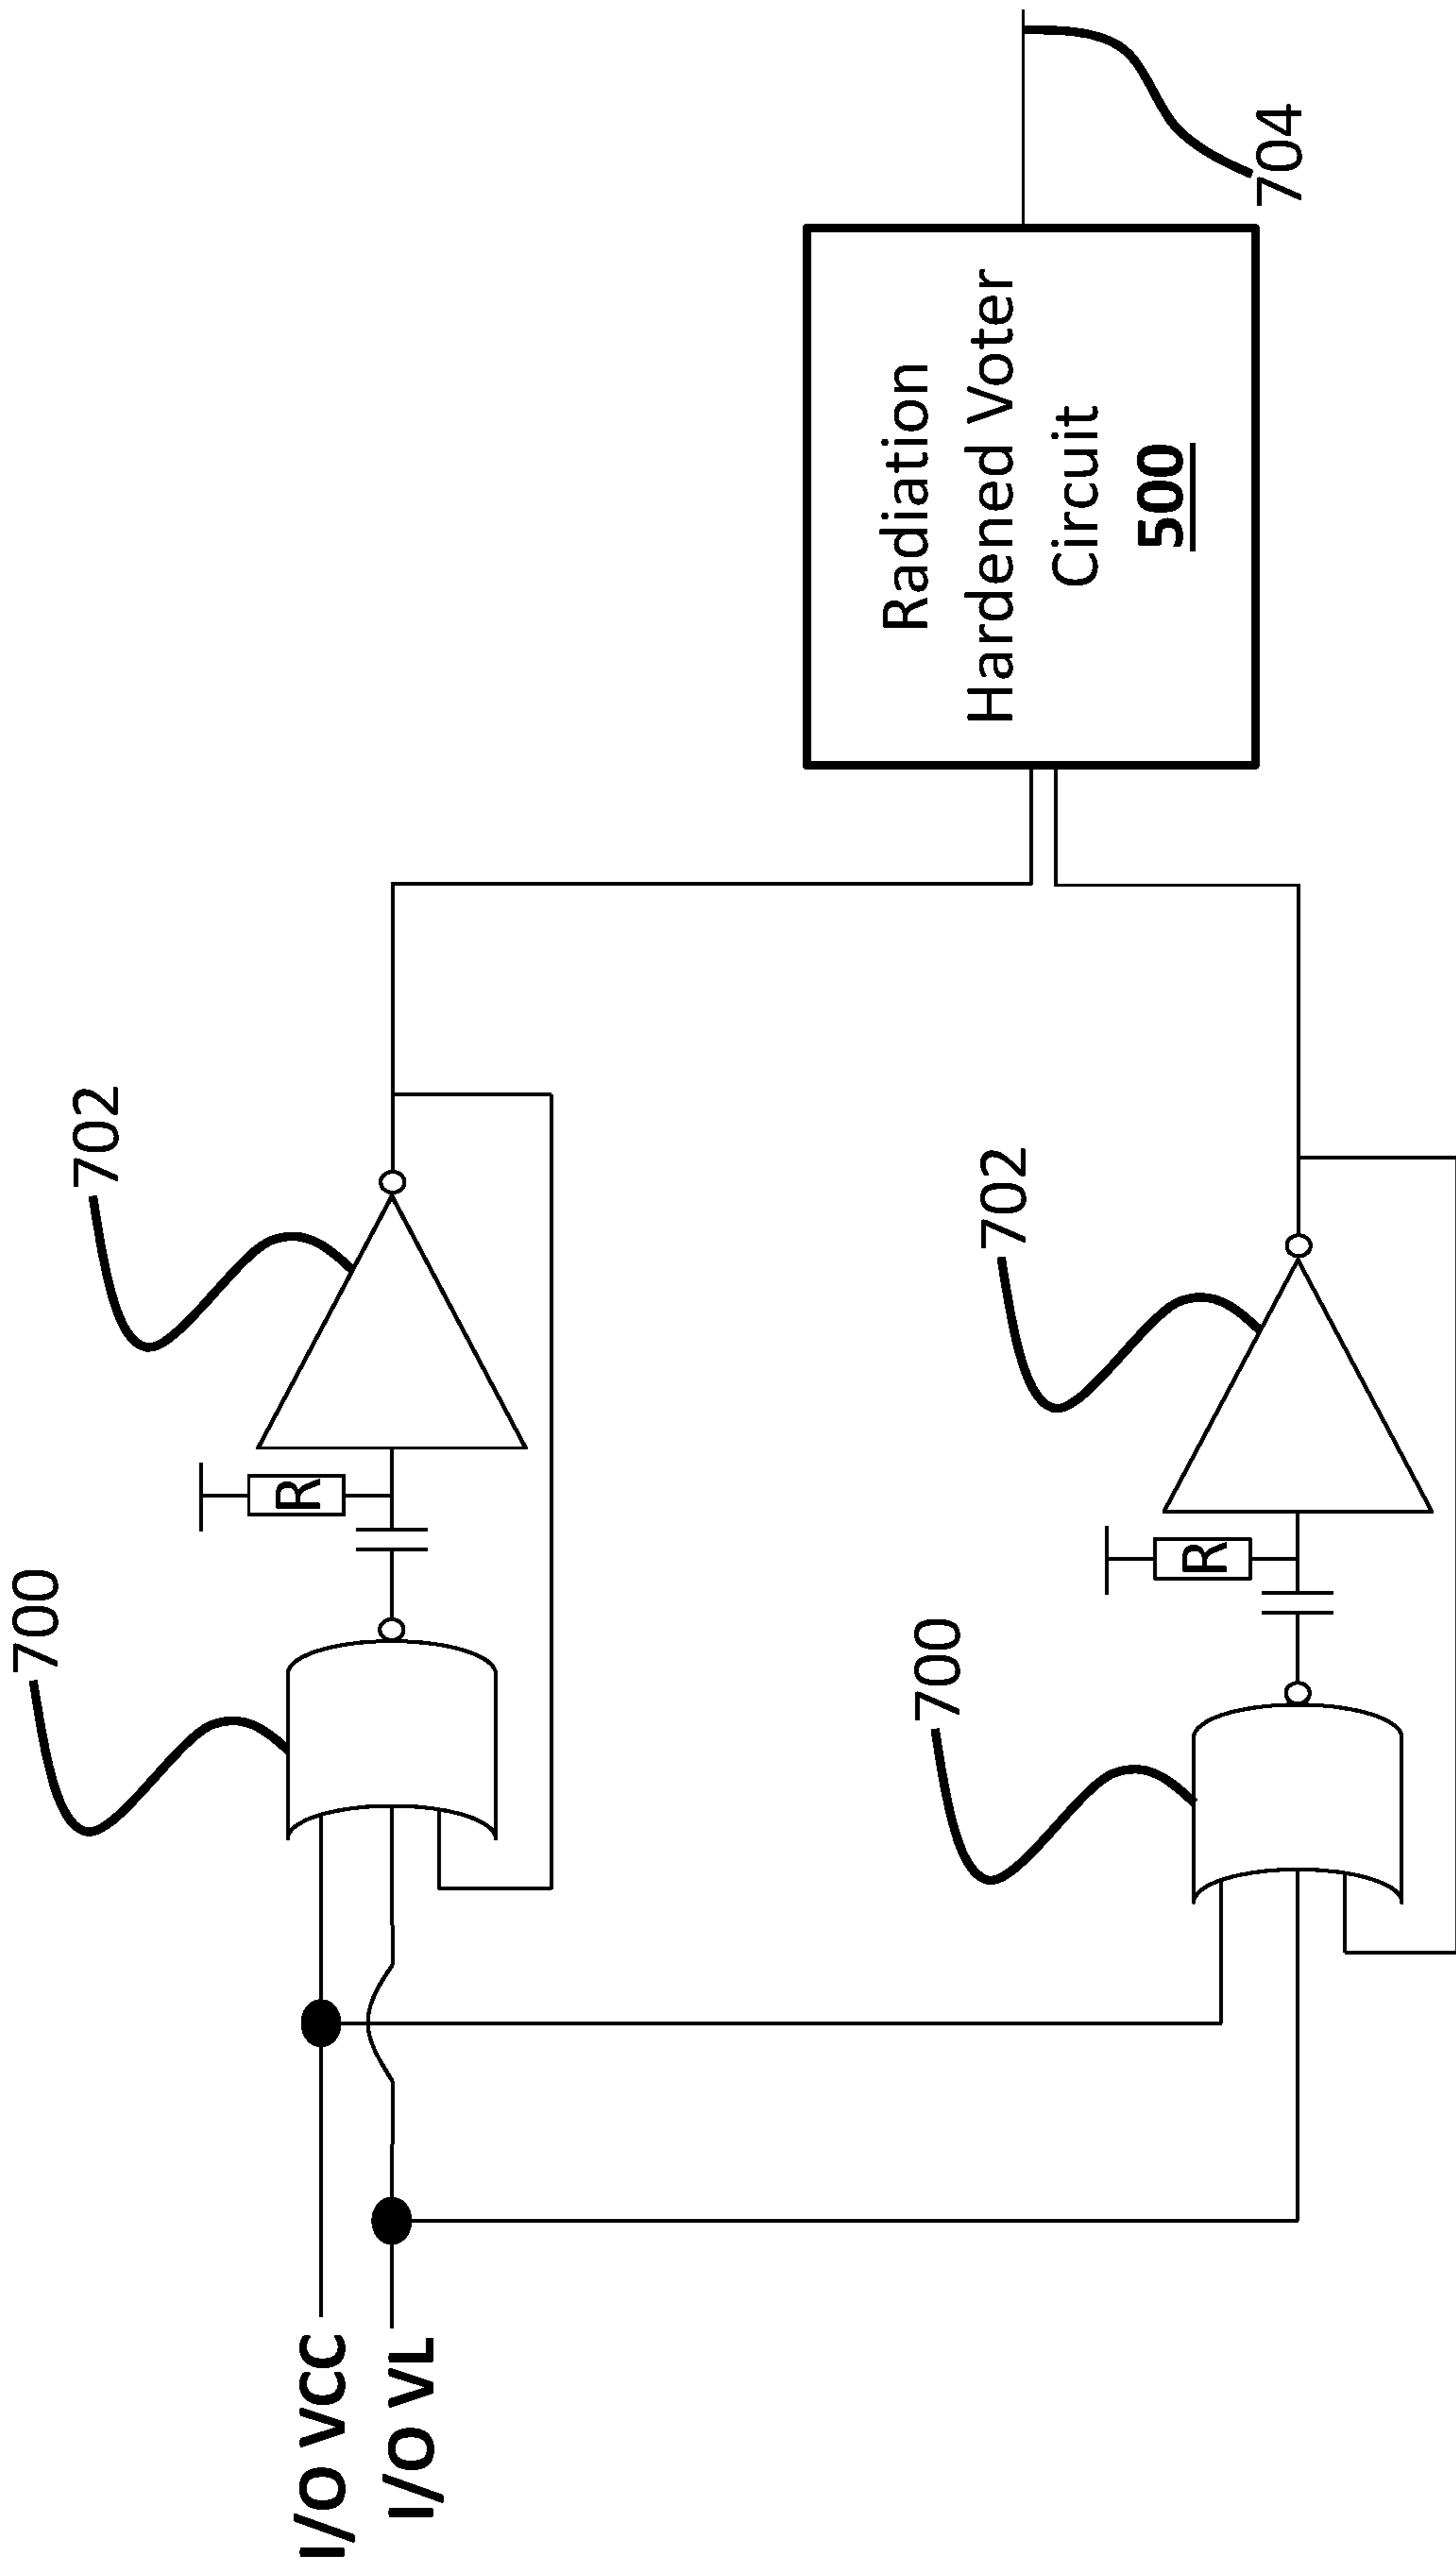 I/O VCC
I/O VL
700
702
700
702
R
R
Radiation
Hardened Voter
Circuit
500
704